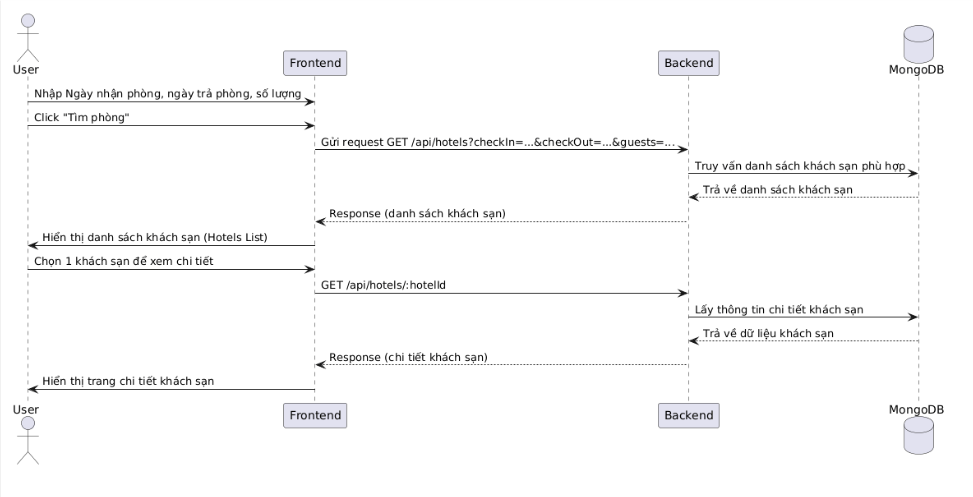 User
Frontend
Backend
MongoDB
Nhập Ngày nhận phòng, ngày trả phòng, số lượng
Click "Tìm phòng"
Gửi request GET /api/hotels?checkIn=...&checkOut=...&guests=...
Truy vấn danh sách khách sạn phù hợp
Trả về danh sách khách sạn
Response (danh sách khách sạn)
Hiển thị danh sách khách sạn (Hotels List)
Chọn 1 khách sạn để xem chi tiết
GET /api/hotels/:hotelId
Lấy thông tin chi tiết khách sạn
Trả về dữ liệu khách sạn
Response (chi tiết khách sạn)
Hiển thị trang chi tiết khách sạn
User
Frontend
Backend
MongoDB